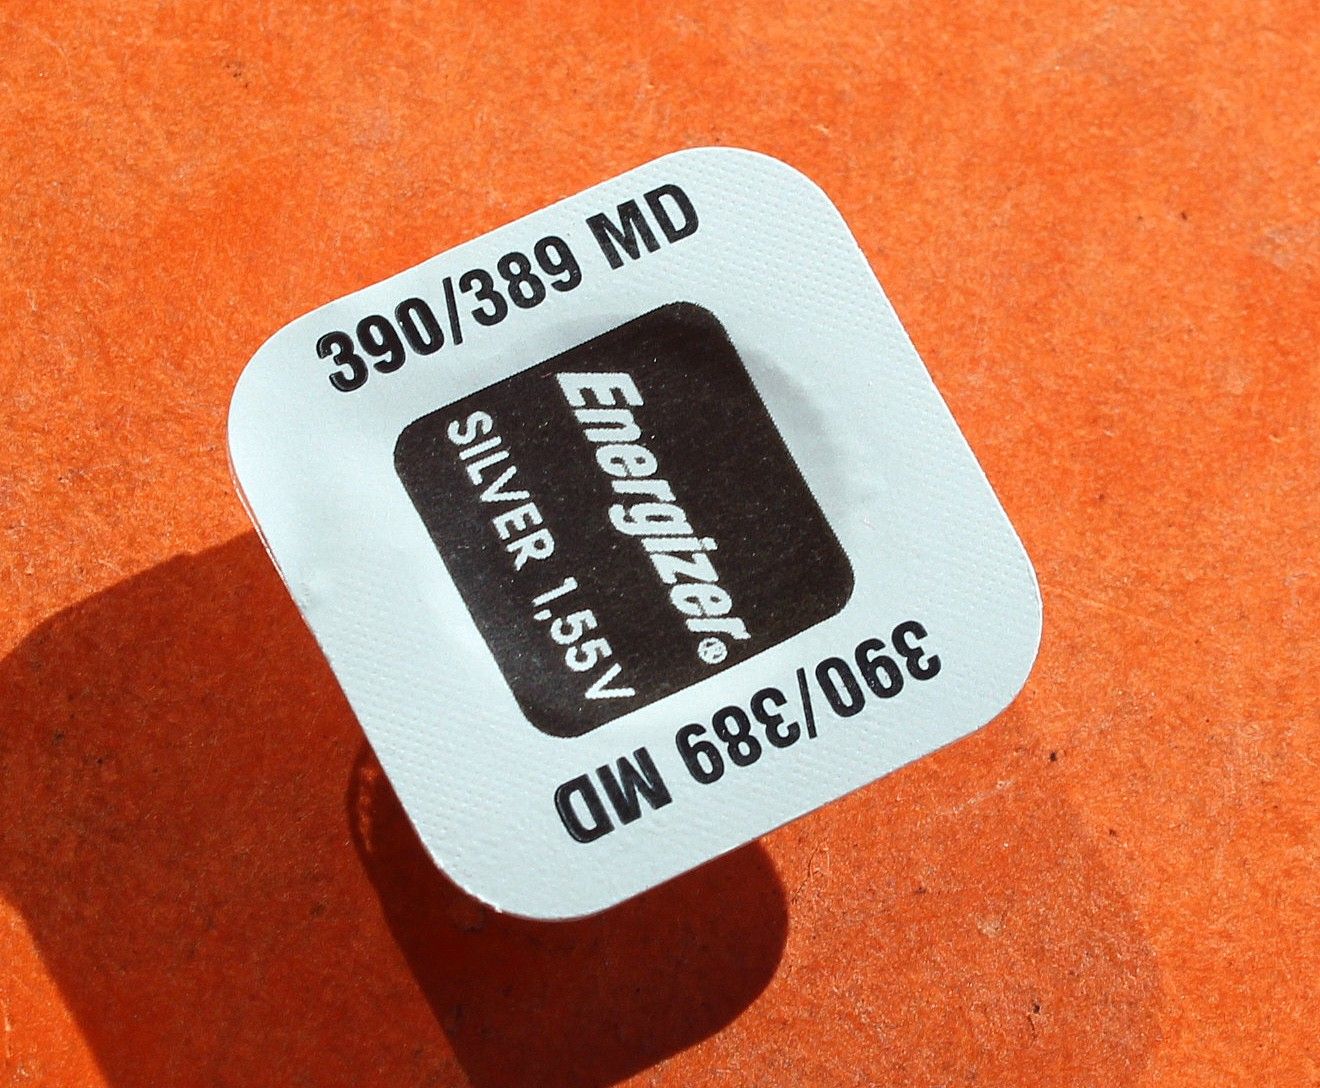 390/389 MD
Energizer®
SILVER 1,55V
390/389 MD